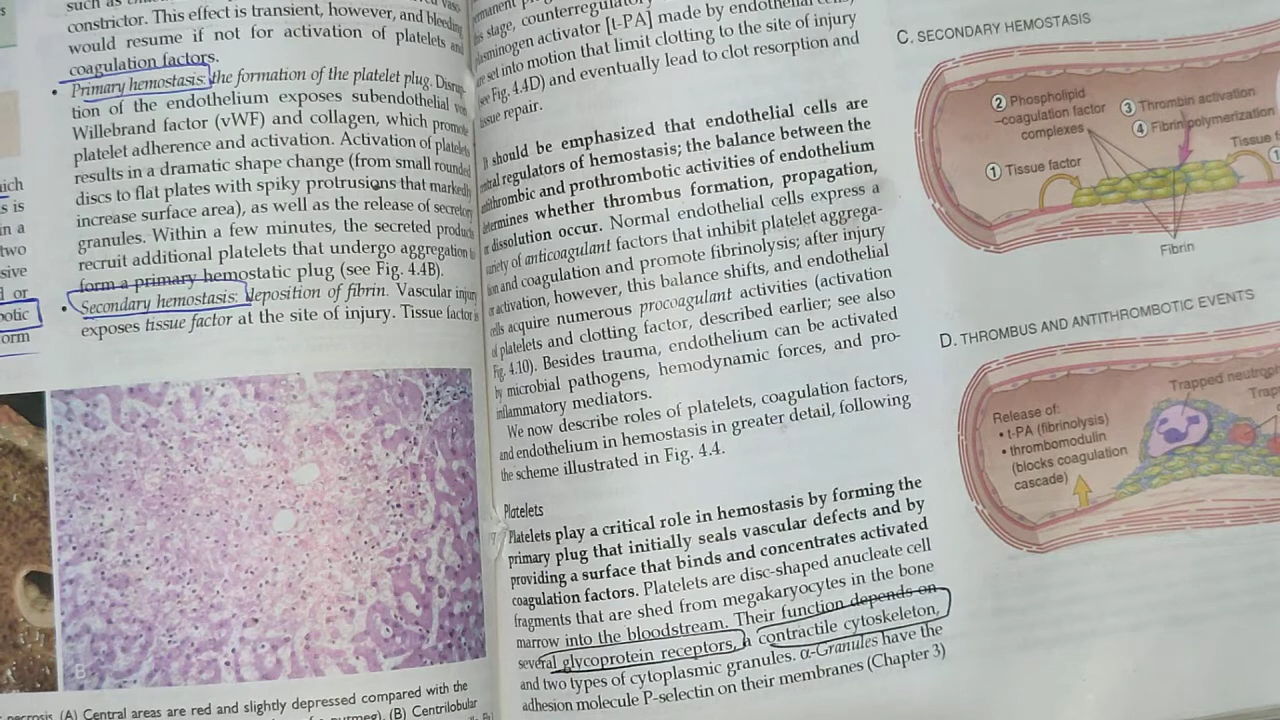 such as
constrictor. This effect is transient, however, and bleeding
would resume if not for activation of platelets and
coagulation factors.
• Primary hemostasis: the formation of the platelet plug. Disrup
tion of the endothelium exposes subendothelial von
Willebrand factor (vWF) and collagen, which promote
platelet adherence and activation. Activation of platelets
results in a dramatic shape change (from small rounded
discs to flat plates with spiky protrusions that markedly
increase surface area), as well as the release of secretory
granules. Within a few minutes, the secreted products
recruit additional platelets that undergo aggregation to
form a primary hemostatic plug (see Fig. 4.4B).
• Secondary hemostasis: deposition of fibrin. Vascular injury
exposes tissue factor at the site of injury. Tissue factor is
s is
in a
two
sive
or
otic
orm
B
necrosis. (A) Central areas are red and slightly depressed compared with the
nutmeg). (B) Centrilobular
stage, counterregulatory
[t-PA] made by endothelial
set into motion that limit clotting to the site of injury
see Fig. 4.4D) and eventually lead to clot resorption and
issue repair.
It should be emphasized that endothelial cells are
regulators of hemostasis; the balance between the
and prothrombotic activities of endothelium
determines whether thrombus formation, propagation,
or dissolution occur. Normal endothelial cells express a
variety of anticoagulant factors that inhibit platelet aggrega-
tion and coagulation and promote fibrinolysis; after injury
or activation, however, this balance shifts, and endothelial
cells acquire numerous procoagulant activities (activation
of platelets and clotting factor, described earlier; see also
Fig. 4.10). Besides trauma, endothelium can be activated
by microbial pathogens, hemodynamic forces, and pro-
inflammatory mediators.
We now describe roles of platelets, coagulation factors,
and endothelium in hemostasis in greater detail, following
the scheme illustrated in Fig. 4.4.
Platelets
Platelets play a critical role in hemostasis by forming the
primary plug that initially seals vascular defects and by
providing a surface that binds and concentrates activated
coagulation factors. Platelets are disc-shaped anucleate cell
fragments that are shed from megakaryocytes in the bone
marrow into the bloodstream. Their function depends on
several glycoprotein receptors, a contractile cytoskeleton,
and two types of cytoplasmic granules. α-Granules have the
adhesion molecule P-selectin on their membranes (Chapter 3)
C. SECONDARY HEMOSTASIS
2 Phospholipid
–coagulation factor
complexes
3 Thrombin activation
4 Fibrin polymerization
1 Tissue factor
Tissue
1
Fibrin
D. THROMBUS AND ANTITHROMBOTIC EVENTS
Trapped
Release of:
• t-PA (fibrinolysis)
• thrombomodulin
(blocks coagulation
cascade)